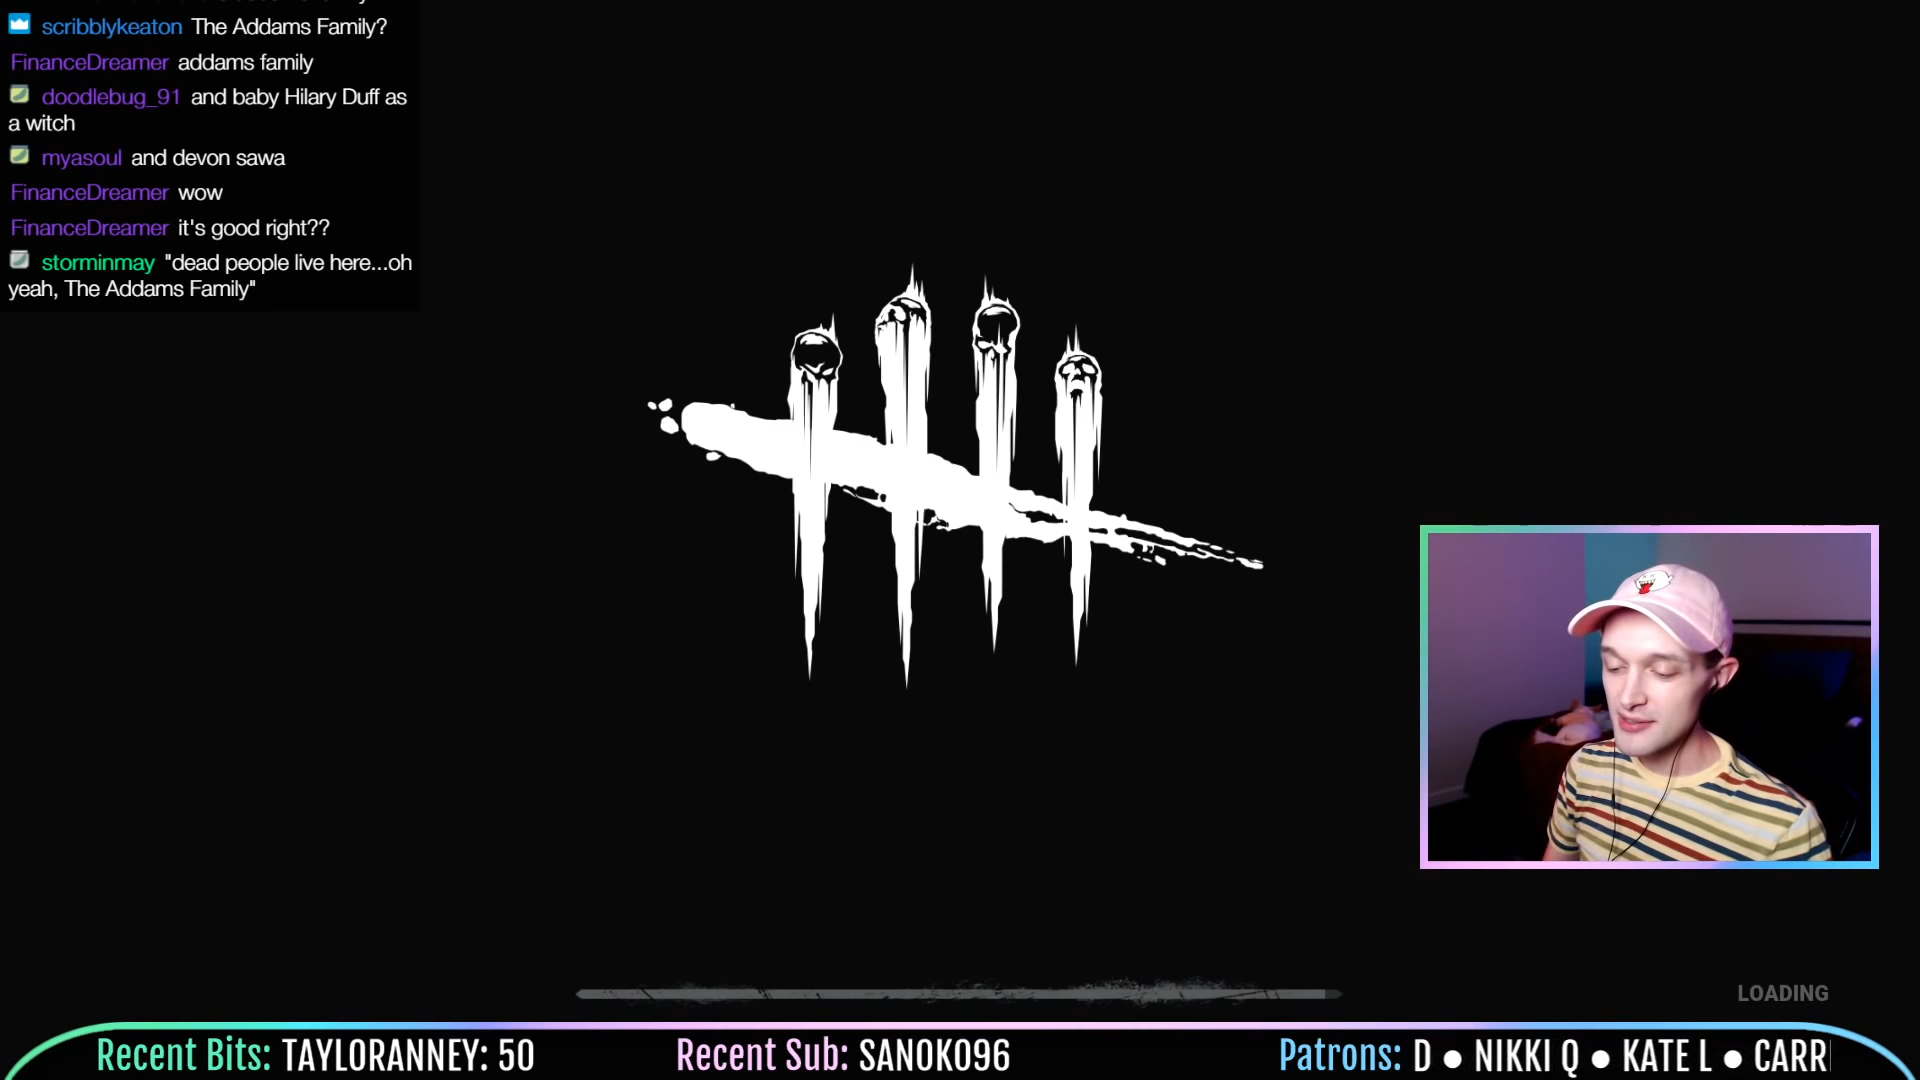 scribblykeaton The Addams Family?
FinanceDreamer addams family
doodlebug_91 and baby Hilary Duff as
a witch
myasoul and devon sawa
FinanceDreamer wow
FinanceDreamer it's good right??
storminmay "dead people live here...oh
yeah, The Addams Family"
LOADING
Recent Bits: TAYLORANNEY: 50
Recent Sub: SANOK096
Patrons: D ● NIKKI Q ● KATE L ● CARR